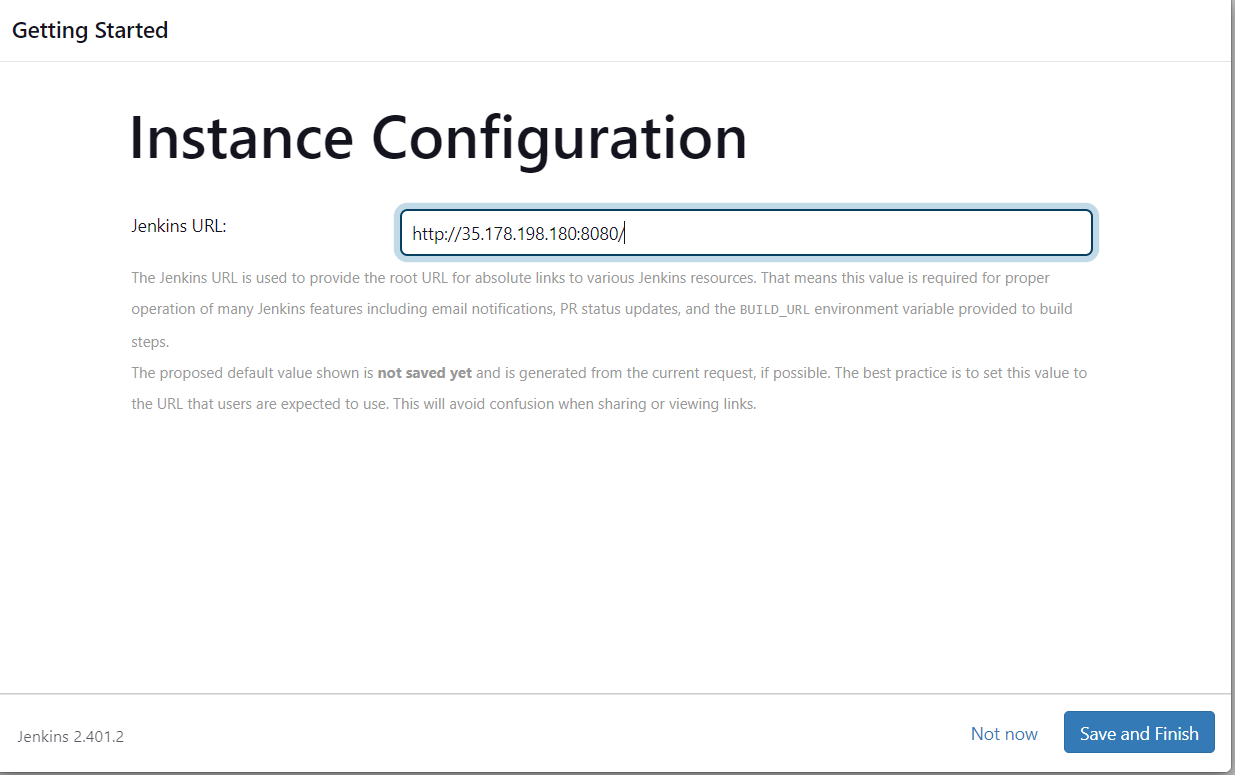 Getting Started
Instance Configuration
Jenkins URL:
http://35.178.198.180:8080/
The Jenkins URL is used to provide the root URL for absolute links to various Jenkins resources. That means this value is required for proper
operation of many Jenkins features including email notifications, PR status updates, and the BUILD_URL environment variable provided to build
steps.
The proposed default value shown is not saved yet and is generated from the current request, if possible. The best practice is to set this value to
the URL that users are expected to use. This will avoid confusion when sharing or viewing links.
Jenkins 2.401.2
Not now
Save and Finish